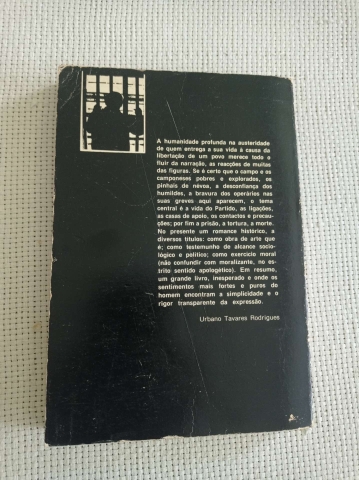 A humanidade profunda na austeridade
de quem entrega a sua vida à causa da
libertação de um povo merece todo o
fluir da narração, as reacções de muitas
das figuras. Se é certo que o campo e os
camponeses pobres e explorados, os
pinhais de névoa, a desconfiança dos
humildes, a bravura dos operários nas
suas greves aqui aparecem, o tema
central é a vida do Partido, as ligações,
as casas de apoio, os contactos e precau-
ções; por fim a prisão, a tortura, a morte.
No presente um romance histórico, a
diversos títulos: como obra de arte que
é; como testemunho de alcance socio-
lógico e político; como exercício moral
(não confundir com moralizante, no es-
trito sentido apologético). Em resumo,
um grande livro, inesperado e onde os
sentimentos mais fortes e puros do
homem encontram a simplicidade e o
rigor transparente da expressão.
Urbano Tavares Rodrigues